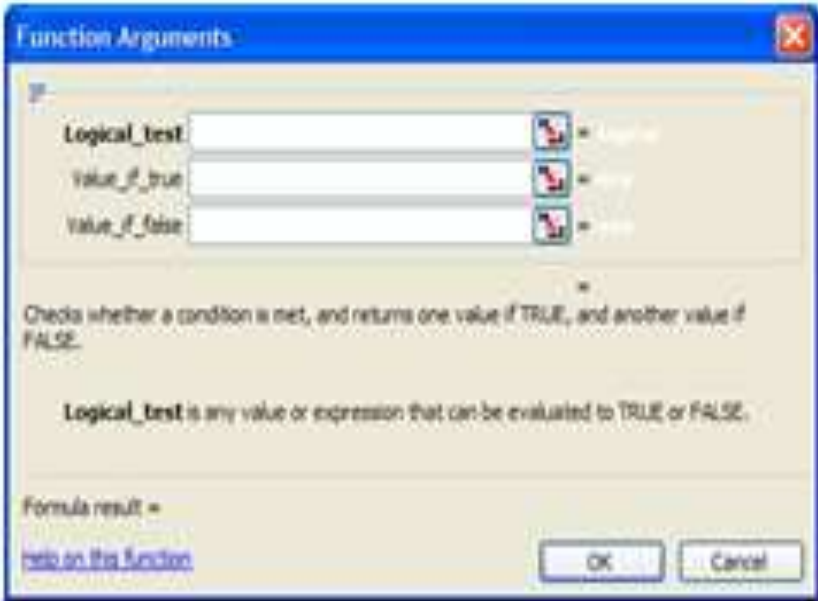 Function Arguments
IF
Logical_test =
Value_if_true =
Value_if_false =
=
Checks whether a condition is met, and returns one value if TRUE, and another value if
FALSE.
Logical_test is any value or expression that can be evaluated to TRUE or FALSE.
Formula result =
Help on this function
OK Cancel